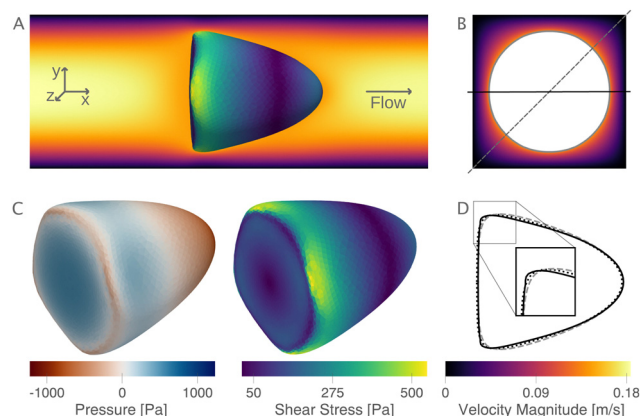 A
B
y
z
x
Flow
C
D
-1000
0
1000
50
275
500
0
0.09
0.18
Pressure [Pa]
Shear Stress [Pa]
Velocity Magnitude [m/s]